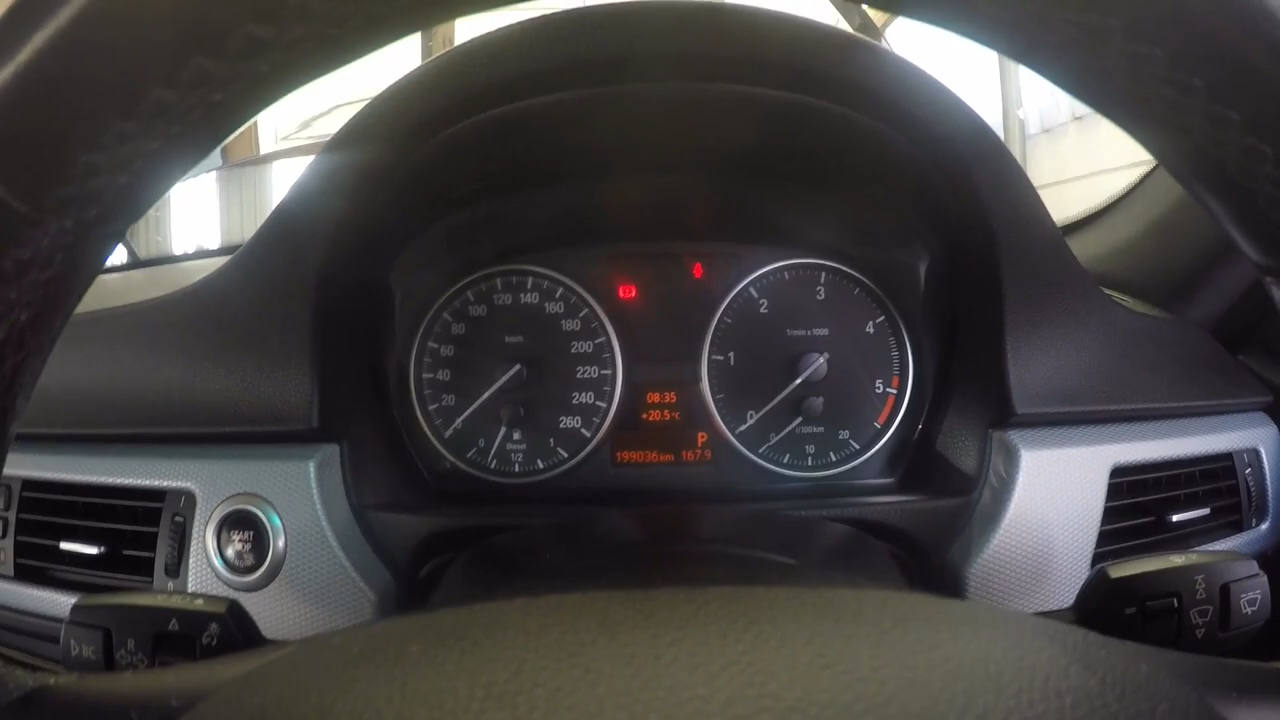 120 140
100 160
80 180
60 200
40 220
20 240
0 260
km/h
0 1/2 1
Diesel
08:35
+20.5°C
P
199036km 167.9
3
2 4
1 5
0
1/min x 1000
0 10 20
l/100km
START
STOP
ENGINE
BC
R